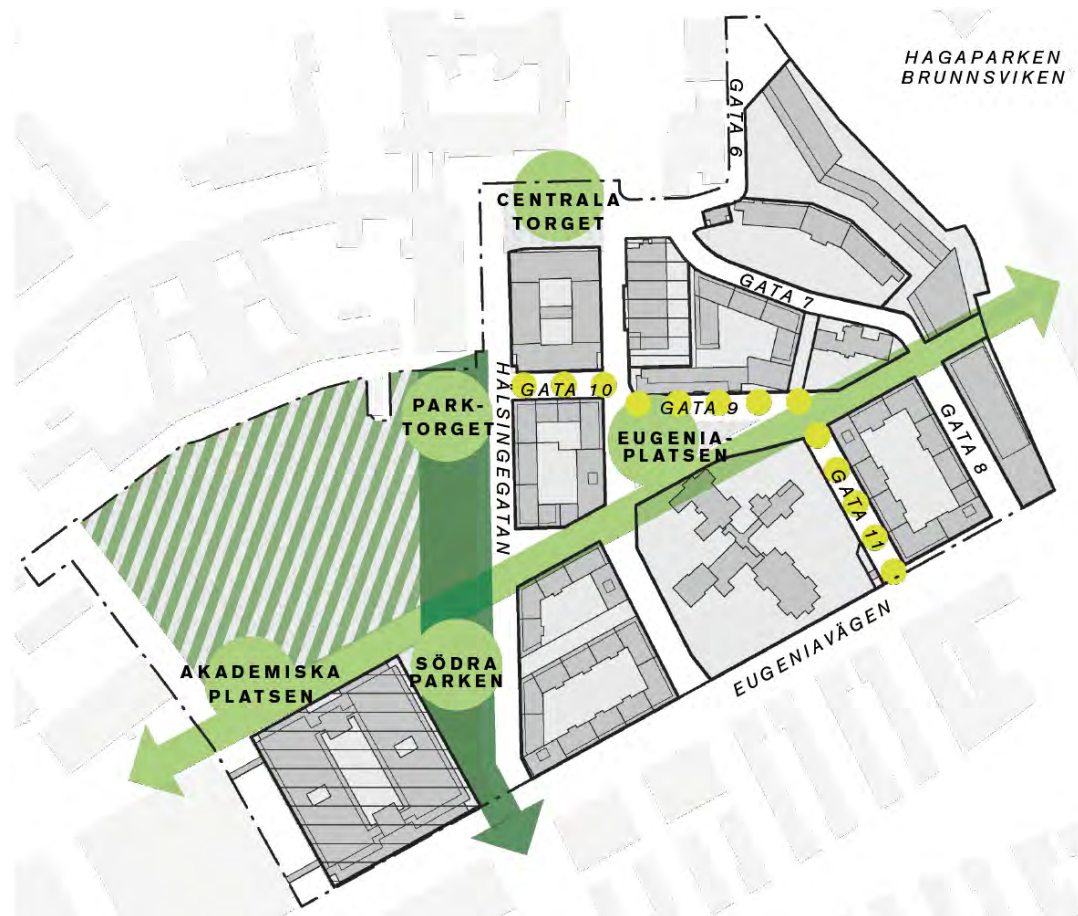 HAGAPARKEN
BRUNNSVIKEN
GATA 6
CENTRALA
TORGET
GATA 7
HÄLSINGEGATAN
GATA 10
PARK-
TORGET
GATA 9
EUGENIA-
PLATSEN
GATA 8
GATA 11
AKADEMISKA
PLATSEN
SÖDRA
PARKEN
EUGENIAVÄGEN